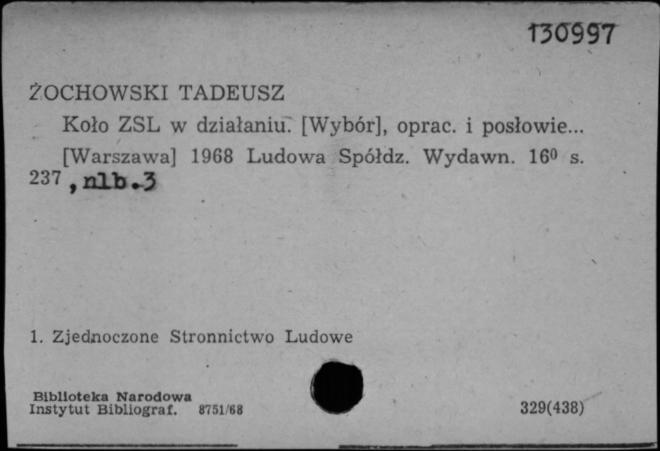 130997
ŻOCHOWSKI TADEUSZ
Koło ZSL w działaniu. [Wybór], oprac. i posłowie...
[Warszawa] 1968 Ludowa Spółdz. Wydawn. 16⁰ s.
237 , nlb.3
1. Zjednoczone Stronnictwo Ludowe
Biblioteka Narodowa
Instytut Bibliograf. 8751/68
329(438)